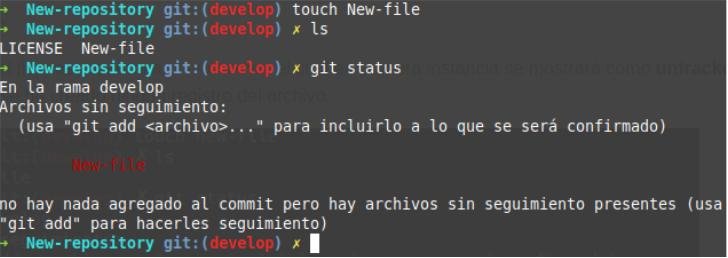 → New-repository git:(develop) touch New-file
→ New-repository git:(develop) ✗ ls
LICENSE New-file
→ New-repository git:(develop) ✗ git status
En la rama develop
Archivos sin seguimiento:
(usa "git add <archivo>..." para incluirlo a lo que se será confirmado)
New-file
no hay nada agregado al commit pero hay archivos sin seguimiento presentes (usa
"git add" para hacerles seguimiento)
→ New-repository git:(develop) ✗